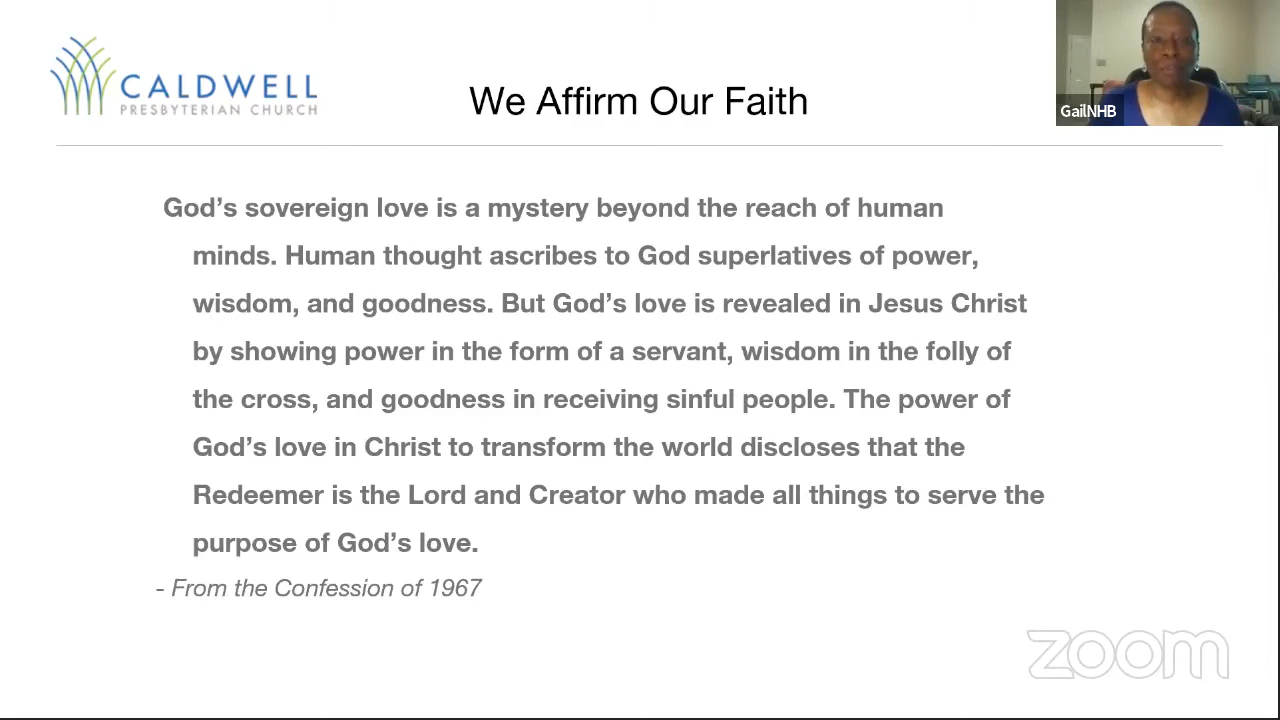 CALDWELL
PRESBYTERIAN CHURCH
We Affirm Our Faith
GailNHB
God’s sovereign love is a mystery beyond the reach of human
minds. Human thought ascribes to God superlatives of power,
wisdom, and goodness. But God’s love is revealed in Jesus Christ
by showing power in the form of a servant, wisdom in the folly of
the cross, and goodness in receiving sinful people. The power of
God’s love in Christ to transform the world discloses that the
Redeemer is the Lord and Creator who made all things to serve the
purpose of God’s love.
- From the Confession of 1967
zoom